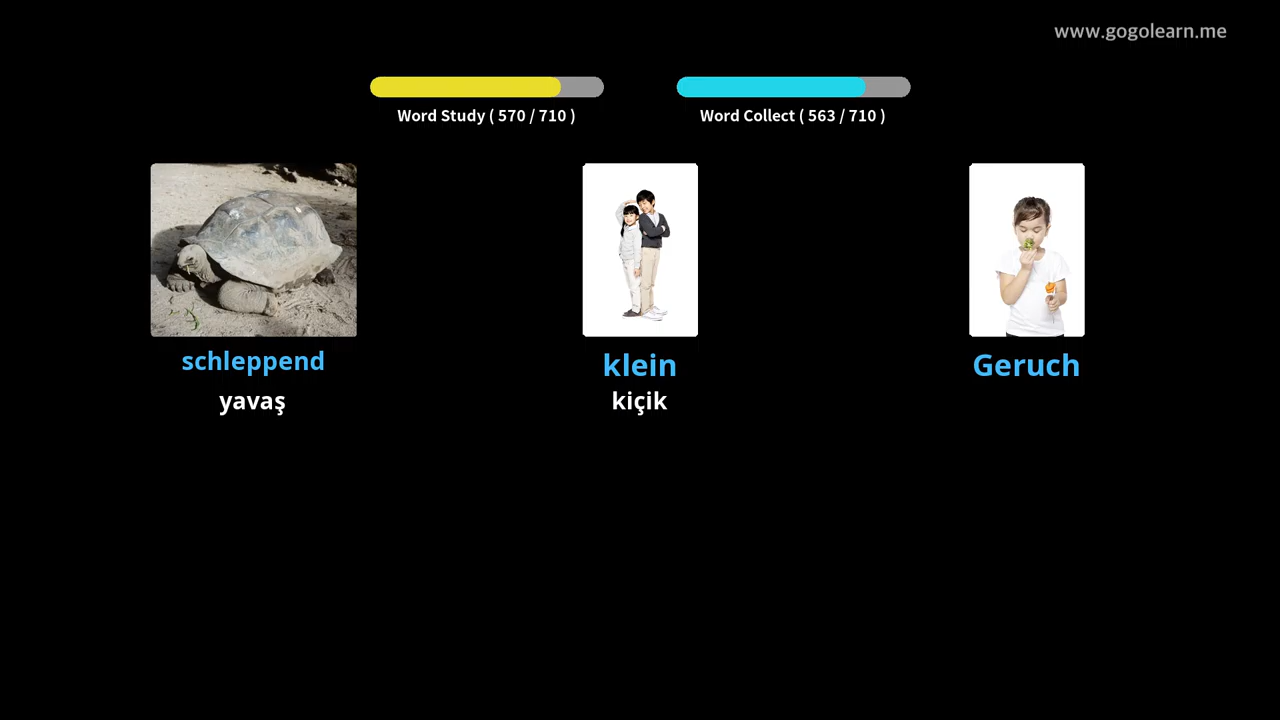 www.gogolearn.me
Word Study ( 570 / 710 )
Word Collect ( 563 / 710 )
schleppend
klein
Geruch
yavaş
kiçik